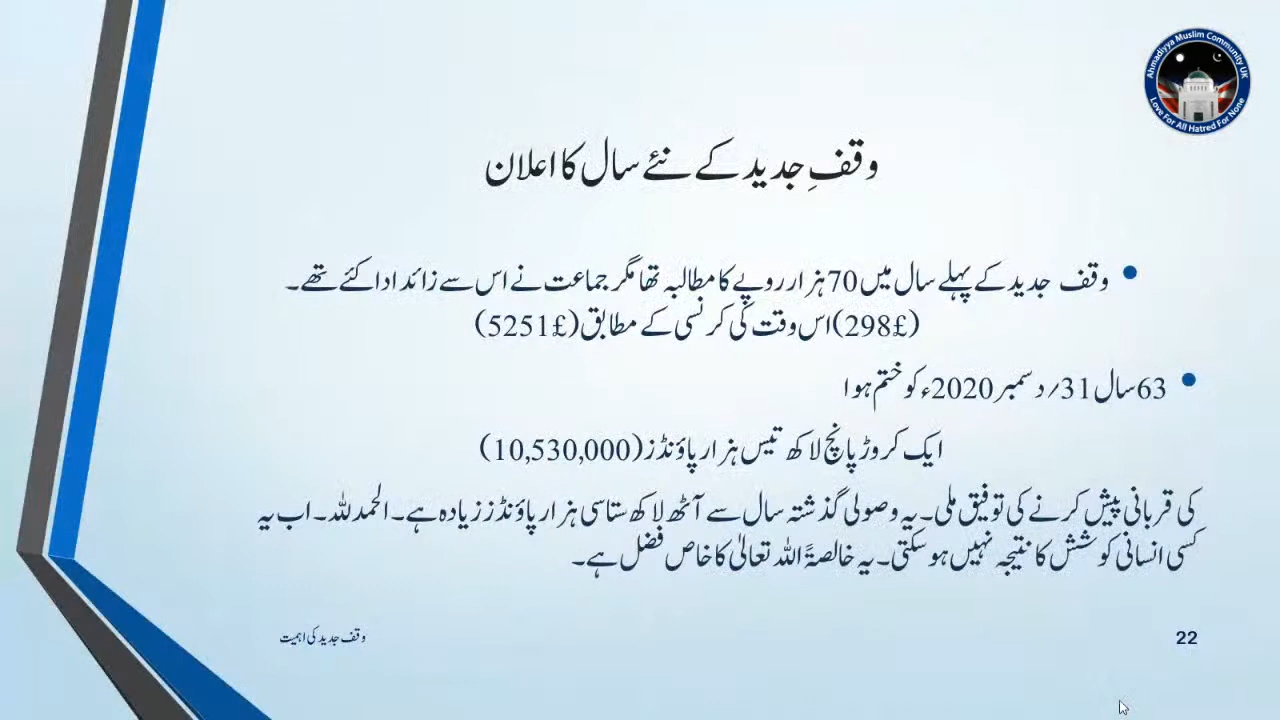 Ahmadiyya Muslim Community UK
Love For All Hatred For None
وقفِ جدید کے نئے سال کا اعلان
• وقف جدید کے پہلے سال میں 70 ہزار روپے کا مطالبہ تھا مگر جماعت نے اس سے زائد ادا کئے تھے۔
(£298) اس وقت کی کرنسی کے مطابق (£5251)
• 63 سال 31؍ دسمبر 2020ء کو ختم ہوا
ایک کروڑ پانچ لاکھ تیس ہزار پاؤنڈز (10,530,000)
کی قربانی پیش کرنے کی توفیق ملی۔ یہ وصولی گذشتہ سال سے آٹھ لاکھ ستاسی ہزار پاؤنڈز زیادہ ہے۔ الحمدللہ۔ اب یہ
کسی انسانی کوشش کا نتیجہ نہیں ہو سکتی۔ یہ خالصۃً اللہ تعالیٰ کا خاص فضل ہے۔
وقف جدید کی اہمیت
22